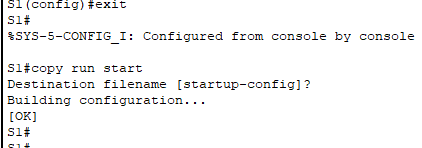 S1(config)#exit
S1#
%SYS-5-CONFIG_I: Configured from console by console

S1#copy run start
Destination filename [startup-config]?
Building configuration...
[OK]
S1#
S1#